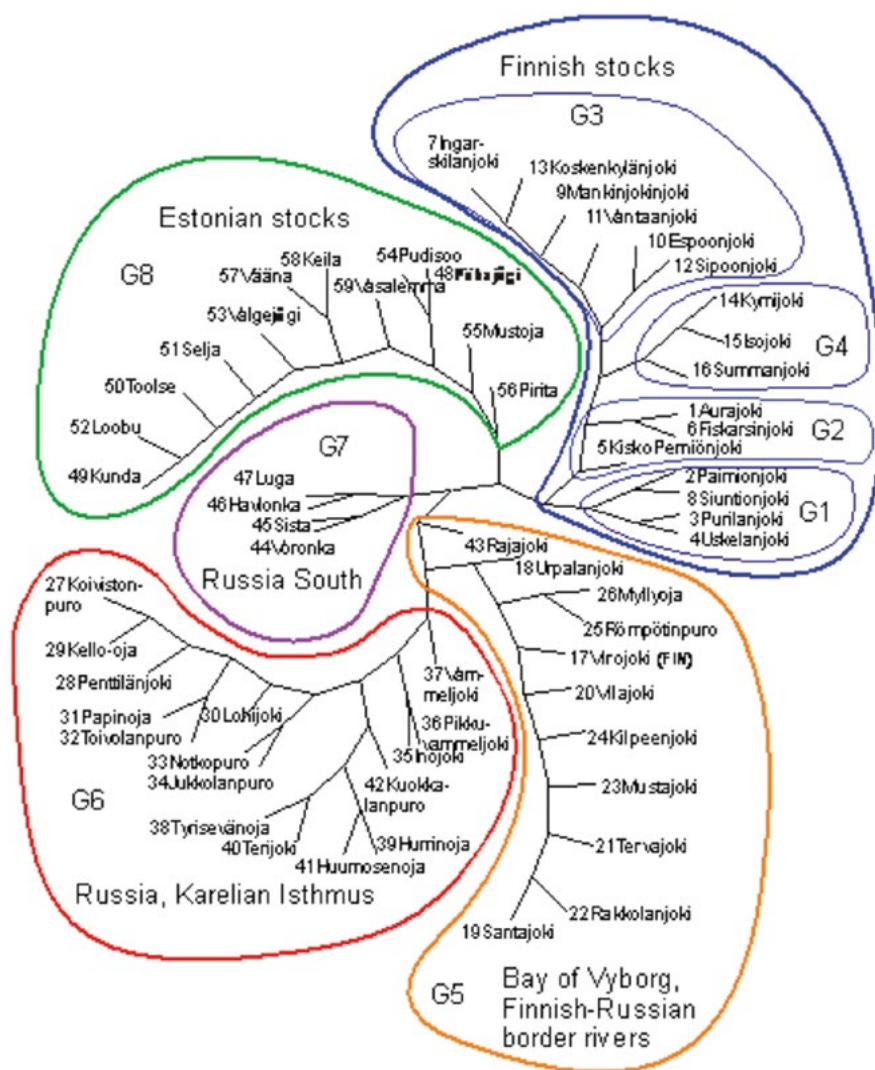 Finnish stocks
G3
7 Ingar-
skilanjoki
13 Koskenkylänjoki
9 Mankinjokinjoki
11 Vantaanjoki
10 Espoonjoki
12 Sipoonjoki
14 Kymijoki
15 Isojoki
G4
16 Summanjoki
1 Aurajoki
6 Fiskarsinjoki
G2
5 Kisko Perniönjoki
2 Paimionjoki
8 Siuntionjoki
3 Purilanjoki
G1
4 Uskelanjoki
Estonian stocks
G8
54 Pudisoo
58 Keila
57 Vääna
59 Vasalemma
53 Valgejõgi
55 Mustoja
51 Selja
50 Toolse
56 Pirita
52 Loobu
49 Kunda
G7
47 Luga
46 Havlonka
45 Sista
44 Voronka
Russia South
43 Rajajoki
18 Urpalanjoki
26 Myllyoja
25 Römpötinpuro
17 Virojoki (FIN)
20 Vilajoki
24 Kilpeenjoki
23 Mustajoki
21 Tervajoki
22 Rakkolanjoki
19 Santajoki
G5
Bay of Vyborg,
Finnish-Russian
border rivers
27 Koiviston-
puro
29 Kello-oja
28 Penttilänjoki
31 Papinoja
32 Toivolanpuro
30 Lohijoki
33 Notkopuro
34 Jukkolanpuro
37 Vam-
meljoki
36 Pikku-
vammeljoki
35 Inojoki
42 Kuokka-
lanpuro
G6
38 Tyrisevänoja
40 Terijoki
39 Hurrinoja
41 Huumosenoja
Russia, Karelian Isthmus